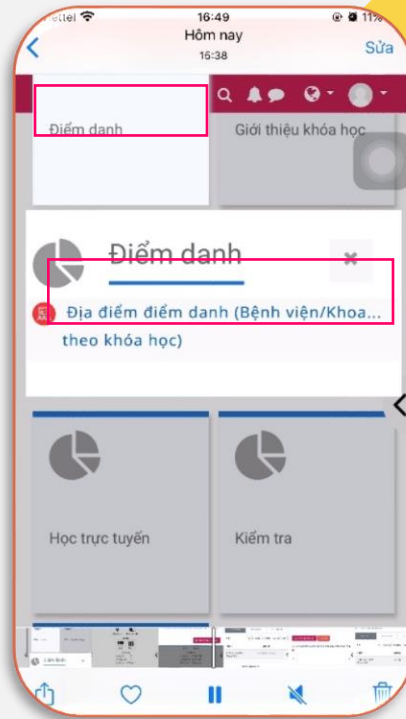 16:49
11%
Hôm nay
16:38
Sửa
Điểm danh
Giới thiệu khóa học
Điểm danh
Địa điểm điểm danh (Bệnh viện/Khoa...
theo khóa học)
Học trực tuyến
Kiểm tra